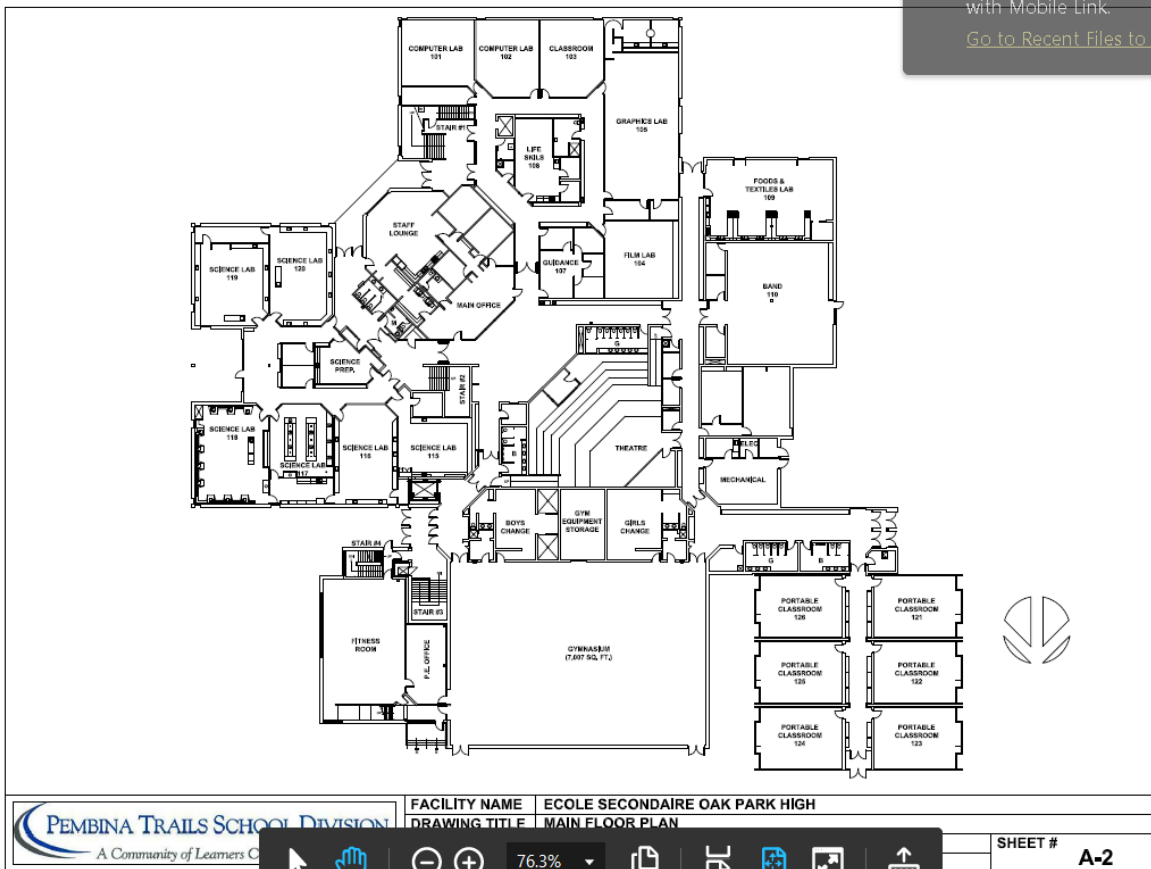 with Mobile Link.
Go to Recent Files to
COMPUTER LAB
101
COMPUTER LAB
102
CLASSROOM
103
STAIR #1
GRAPHICS LAB
LIFE
SKILS
108
FOODS &
TEXTILES LAB
109
STAFF
LOUNGE
SCIENCE LAB
119
SCIENCE LAB
120
GUIDANCE
107
FILM LAB
104
BAND
110
MAIN OFFICE
SCIENCE
PREP.
G
STAIR #2
SCIENCE LAB
118
SCIENCE LAB
117
SCIENCE LAB
116
SCIENCE LAB
115
B
THEATRE
ELEC
MECHANICAL
BOYS
CHANGE
GYM
EQUIPMENT
STORAGE
GIRLS
CHANGE
STAIR #4
G
B
STAIR #3
FITNESS
ROOM
P.E. OFFICE
GYMNASIUM
(7,007 SQ. FT.)
PORTABLE
CLASSROOM
126
PORTABLE
CLASSROOM
121
PORTABLE
CLASSROOM
125
PORTABLE
CLASSROOM
122
PORTABLE
CLASSROOM
124
PORTABLE
CLASSROOM
123
PEMBINA TRAILS SCHOOL DIVISION
A Community of Learners C
FACILITY NAME
ECOLE SECONDAIRE OAK PARK HIGH
DRAWING TITLE
MAIN FLOOR PLAN
76.3%
SHEET #
A-2